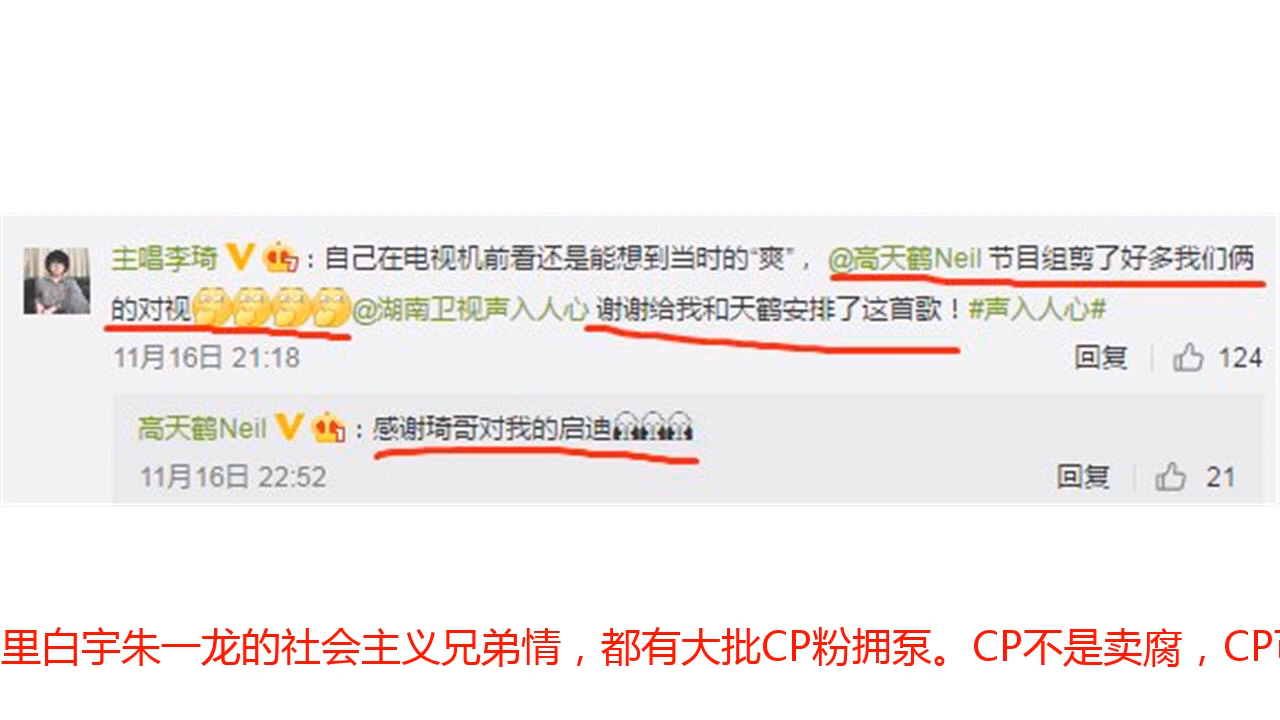 主唱李琦：自己在电视机前看还是能想到当时的“爽”，@高天鹤Neil 节目组剪了好多我们俩
的对视@湖南卫视声入人心 谢谢给我和天鹤安排了这首歌！#声入人心#
11月16日 21:18 回复 124
高天鹤Neil：感谢琦哥对我的启迪
11月16日 22:52 回复 21
里白宇朱一龙的社会主义兄弟情，都有大批CP粉拥泵。CP不是卖腐，CP